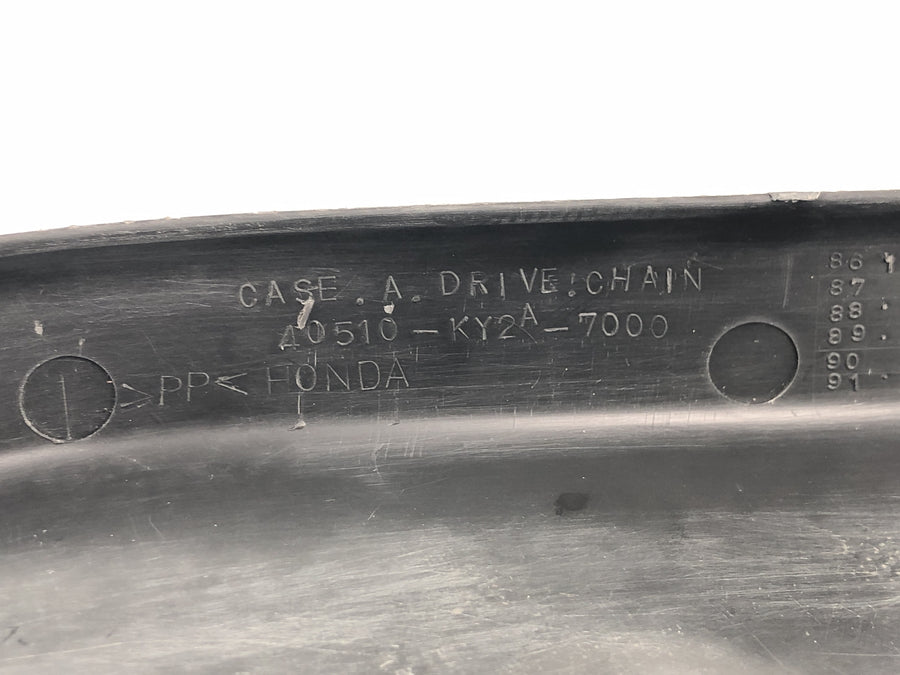 CASE . A . DRIVE CHAIN
40510-KY2A-7000
>PP< HONDA
86
87
88
89
90
91